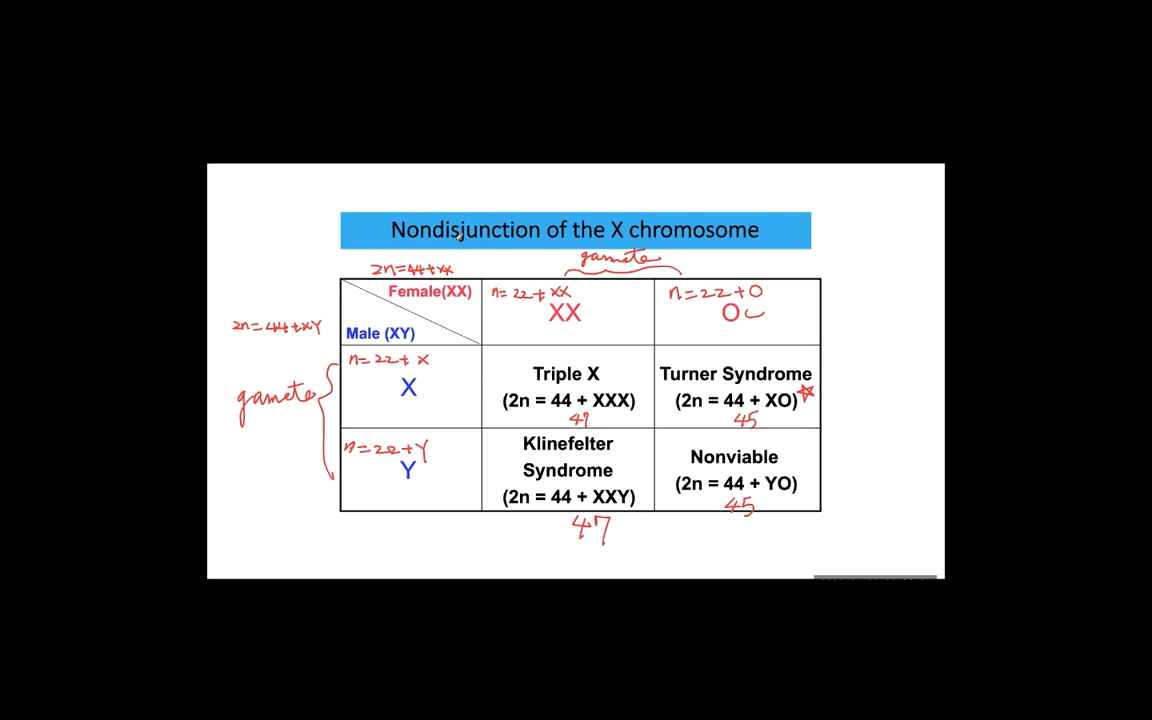 Nondisjunction of the X chromosome
gamete
2n=44+XX
Female(XX)
n=22+XX
n=22+O
XX
O
2n=44+XY
Male (XY)
n=22+X
X
Triple X
(2n = 44 + XXX)
47
Turner Syndrome
(2n = 44 + XO)
45
gamete
n=22+Y
Y
Klinefelter
Syndrome
(2n = 44 + XXY)
47
Nonviable
(2n = 44 + YO)
45